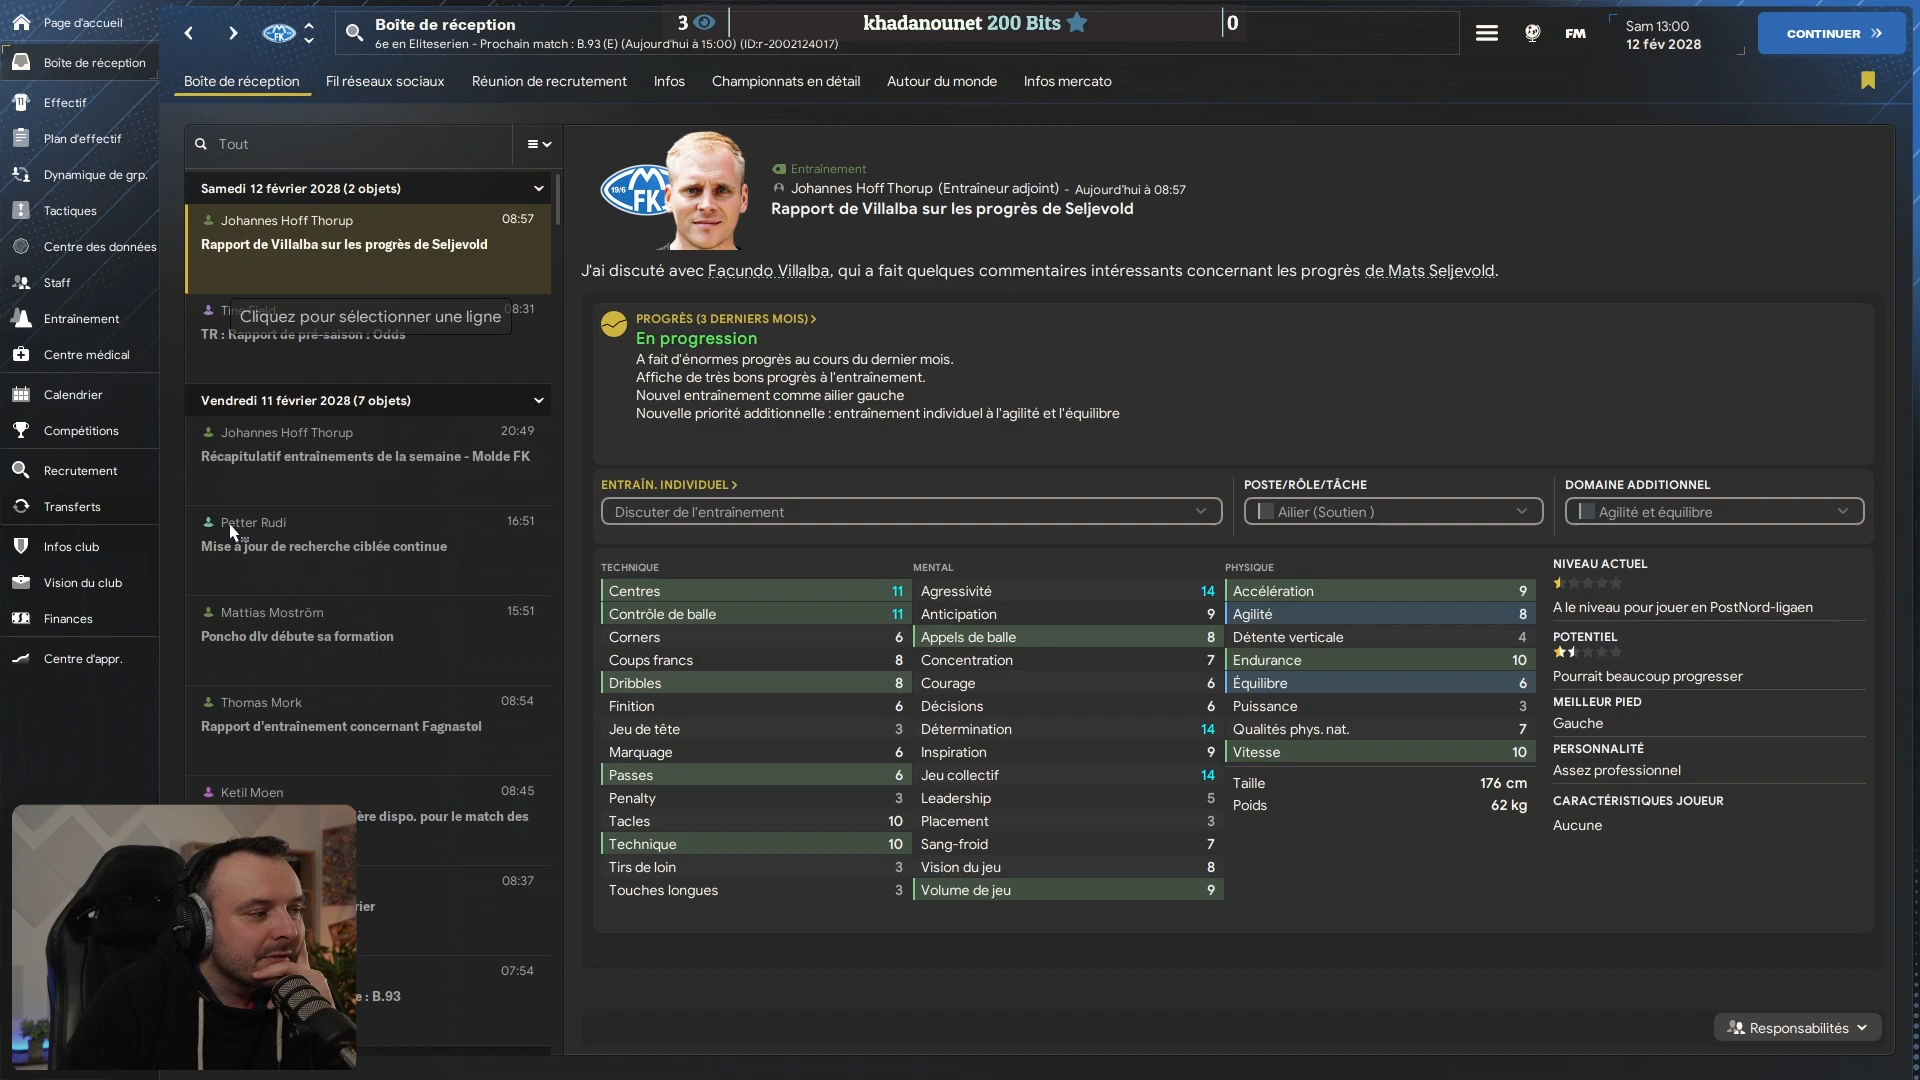 Page d'accueil
Boîte de réception
Effectif
Plan d'effectif
Dynamique de grp.
Tactiques
Centre des données
Staff
Entraînement
Centre médical
Calendrier
Compétitions
Recrutement
Transferts
Infos club
Vision du club
Finances
Centre d'appr.
Boîte de réception
6e en Eliteserien - Prochain match : B.93 (E) (Aujourd'hui à 15:00) (ID:r-2002124017)
3
khadanounet 200 Bits
0
FM
Sam 13:00
12 fév 2028
CONTINUER
Boîte de réception
Fil réseaux sociaux
Réunion de recrutement
Infos
Championnats en détail
Autour du monde
Infos mercato
Tout
Samedi 12 février 2028 (2 objets)
Johannes Hoff Thorup 08:57
Rapport de Villalba sur les progrès de Seljevold
08:31
Cliquez pour sélectionner une ligne
TR : Rapport de pré-saison : Odds
Vendredi 11 février 2028 (7 objets)
Johannes Hoff Thorup 20:49
Récapitulatif entraînements de la semaine - Molde FK
Petter Rudi 16:51
Mise à jour de recherche ciblée continue
Mattias Moström 15:51
Poncho dlv débute sa formation
Thomas Mork 08:54
Rapport d'entraînement concernant Fagnastøl
Ketil Moen 08:45
ère dispo. pour le match des
08:37
rier
07:54
e : B.93
Entraînement
Johannes Hoff Thorup (Entraîneur adjoint) - Aujourd'hui à 08:57
Rapport de Villalba sur les progrès de Seljevold
J'ai discuté avec Facundo Villalba, qui a fait quelques commentaires intéressants concernant les progrès de Mats Seljevold.
PROGRÈS (3 DERNIERS MOIS) >
En progression
A fait d'énormes progrès au cours du dernier mois.
Affiche de très bons progrès à l'entraînement.
Nouvel entraînement comme ailier gauche
Nouvelle priorité additionnelle : entraînement individuel à l'agilité et l'équilibre
ENTRAÎN. INDIVIDUEL >
Discuter de l'entraînement
POSTE/RÔLE/TÂCHE
Ailier (Soutien )
DOMAINE ADDITIONNEL
Agilité et équilibre
TECHNIQUE
Centres 11
Contrôle de balle 11
Corners 6
Coups francs 8
Dribbles 8
Finition 6
Jeu de tête 3
Marquage 6
Passes 6
Penalty 3
Tacles 10
Technique 10
Tirs de loin 3
Touches longues 3
MENTAL
Agressivité 14
Anticipation 9
Appels de balle 8
Concentration 7
Courage 6
Décisions 6
Détermination 14
Inspiration 9
Jeu collectif 14
Leadership 5
Placement 3
Sang-froid 7
Vision du jeu 8
Volume de jeu 9
PHYSIQUE
Accélération 9
Agilité 8
Détente verticale 4
Endurance 10
Équilibre 6
Puissance 3
Qualités phys. nat. 7
Vitesse 10
Taille 176 cm
Poids 62 kg
NIVEAU ACTUEL
A le niveau pour jouer en PostNord-ligaen
POTENTIEL
Pourrait beaucoup progresser
MEILLEUR PIED
Gauche
PERSONNALITÉ
Assez professionnel
CARACTÉRISTIQUES JOUEUR
Aucune
Responsabilités